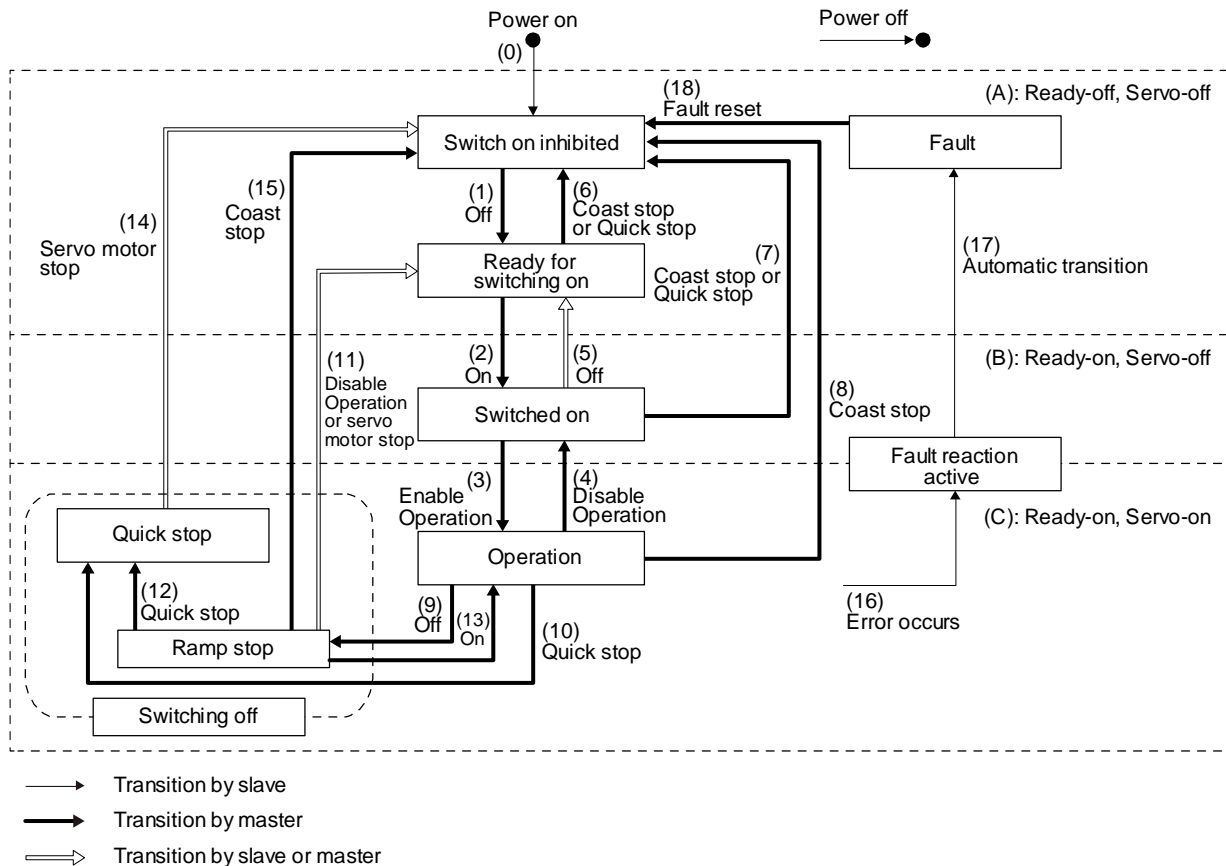 Power on
(0)
Power off
(A): Ready-off, Servo-off
(18)
Fault reset
Switch on inhibited
Fault
(14)
Servo motor
stop
(15)
Coast
stop
(1)
Off
(6)
Coast stop
or Quick stop
(7)
Coast stop or
Quick stop
(17)
Automatic transition
Ready for
switching on
(11)
Disable
Operation
or servo
motor stop
(2)
On
(5)
Off
(B): Ready-on, Servo-off
(8)
Coast stop
Switched on
Fault reaction
active
(3)
Enable
Operation
(4)
Disable
Operation
(C): Ready-on, Servo-on
Quick stop
Operation
(12)
Quick stop
(9)
Off
(13)
On
(10)
Quick stop
(16)
Error occurs
Ramp stop
Switching off
Transition by slave
Transition by master
Transition by slave or master